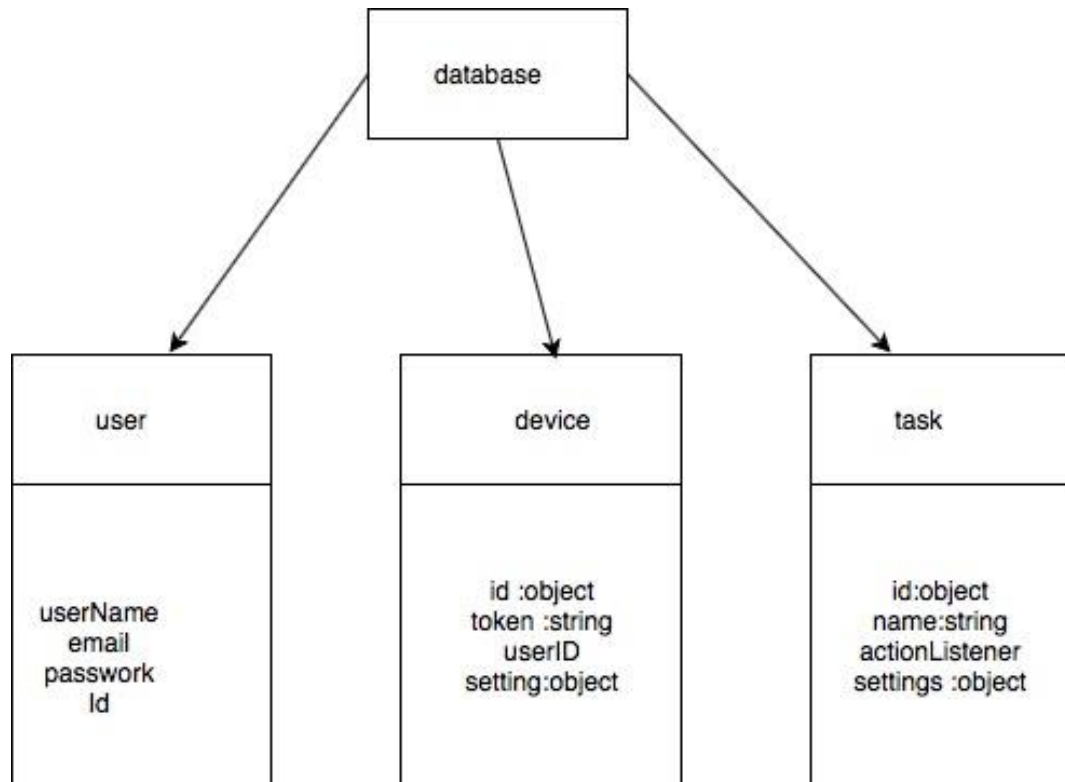 database
user
device
task
userName
email
passwork
Id
id :object
token :string
userID
setting:object
id:object
name:string
actionListener
settings :object